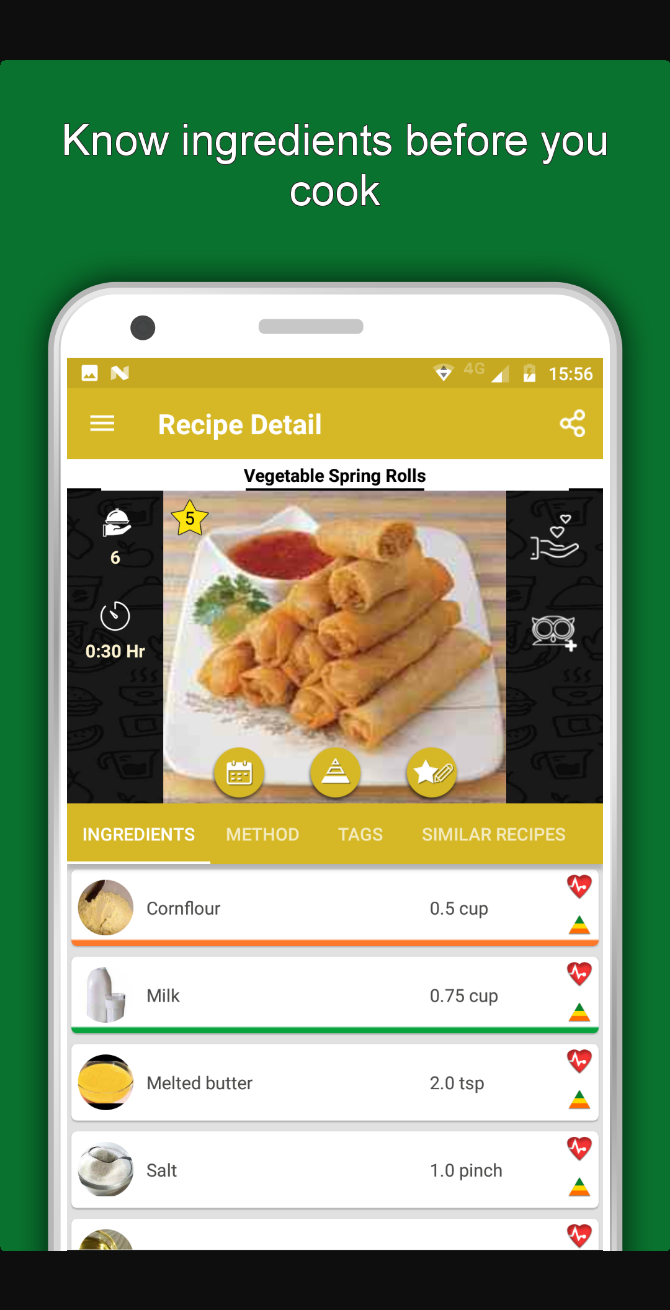 Know ingredients before you
cook
4G 15:56
Recipe Detail
Vegetable Spring Rolls
5
6
0:30 Hr
INGREDIENTS METHOD TAGS SIMILAR RECIPES
Cornflour 0.5 cup
Milk 0.75 cup
Melted butter 2.0 tsp
Salt 1.0 pinch